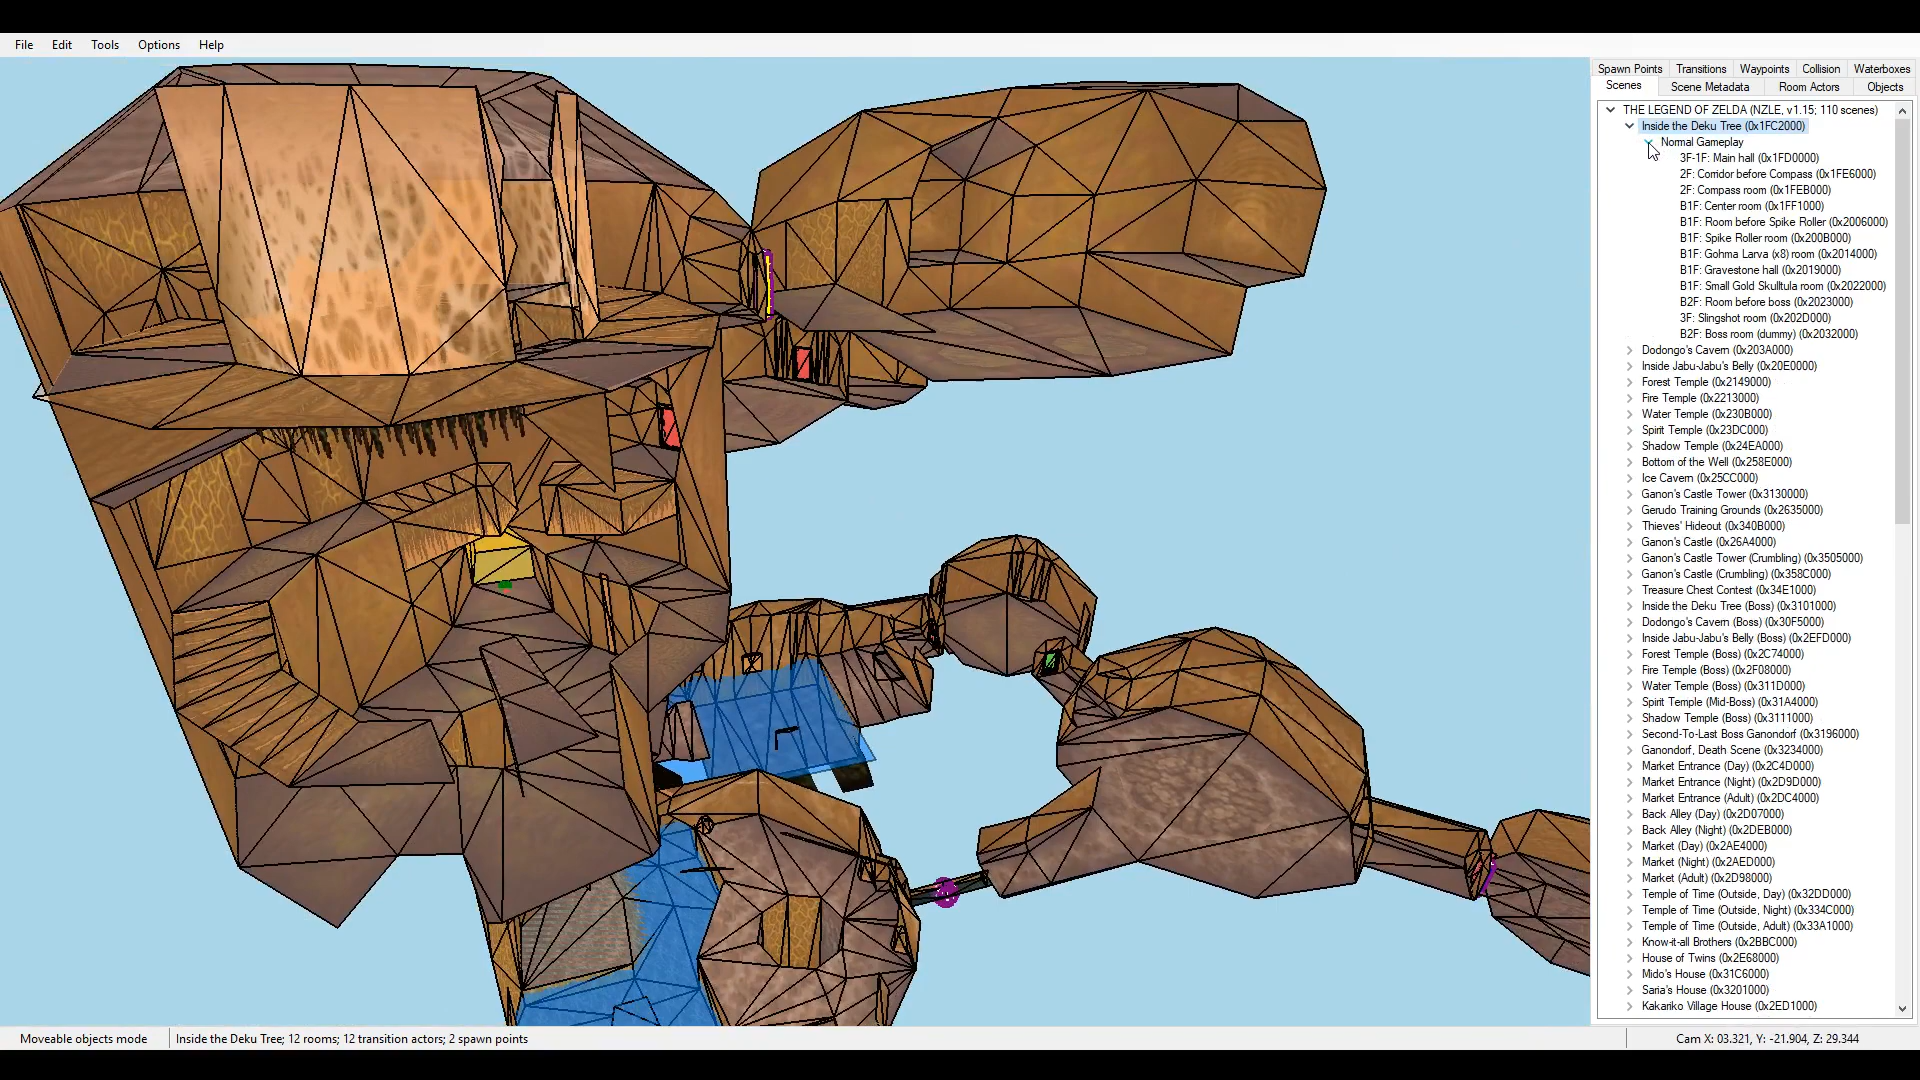 File Edit Tools Options Help
Spawn Points Transitions Waypoints Collision Waterboxes
Scenes Scene Metadata Room Actors Objects
THE LEGEND OF ZELDA (NZLE, v1.15; 110 scenes)
Inside the Deku Tree (0x1FC2000)
Normal Gameplay
3F-1F: Main hall (0x1FD0000)
2F: Corridor before Compass (0x1FE6000)
2F: Compass room (0x1FEB000)
B1F: Center room (0x1FF1000)
B1F: Room before Spike Roller (0x2006000)
B1F: Spike Roller room (0x200B000)
B1F: Gohma Larva (x8) room (0x2014000)
B1F: Gravestone hall (0x2019000)
B1F: Small Gold Skulltula room (0x2022000)
B2F: Room before boss (0x2023000)
3F: Slingshot room (0x202D000)
B2F: Boss room (dummy) (0x2032000)
Dodongo's Cavern (0x203A000)
Inside Jabu-Jabu's Belly (0x20E0000)
Forest Temple (0x2149000)
Fire Temple (0x2213000)
Water Temple (0x230B000)
Spirit Temple (0x23DC000)
Shadow Temple (0x24EA000)
Bottom of the Well (0x258E000)
Ice Cavern (0x25CC000)
Ganon's Castle Tower (0x3130000)
Gerudo Training Grounds (0x2635000)
Thieves' Hideout (0x340B000)
Ganon's Castle (0x26A4000)
Ganon's Castle Tower (Crumbling) (0x3505000)
Ganon's Castle (Crumbling) (0x358C000)
Treasure Chest Contest (0x34E1000)
Inside the Deku Tree (Boss) (0x3101000)
Dodongo's Cavern (Boss) (0x30F5000)
Inside Jabu-Jabu's Belly (Boss) (0x2EFD000)
Forest Temple (Boss) (0x2C74000)
Fire Temple (Boss) (0x2F08000)
Water Temple (Boss) (0x311D000)
Spirit Temple (Mid-Boss) (0x31A4000)
Shadow Temple (Boss) (0x3111000)
Second-To-Last Boss Ganondorf (0x3196000)
Ganondorf, Death Scene (0x3234000)
Market Entrance (Day) (0x2C4D000)
Market Entrance (Night) (0x2D9D000)
Market Entrance (Adult) (0x2DC4000)
Back Alley (Day) (0x2D07000)
Back Alley (Night) (0x2DEB000)
Market (Day) (0x2AE4000)
Market (Night) (0x2AED000)
Market (Adult) (0x2D98000)
Temple of Time (Outside, Day) (0x32DD000)
Temple of Time (Outside, Night) (0x334C000)
Temple of Time (Outside, Adult) (0x33A1000)
Know-it-all Brothers (0x2BBC000)
House of Twins (0x2E68000)
Mido's House (0x31C6000)
Saria's House (0x3201000)
Kakariko Village House (0x2ED1000)
Moveable objects mode
Inside the Deku Tree; 12 rooms; 12 transition actors; 2 spawn points
Cam X: 03.321, Y: -21.904, Z: 29.344